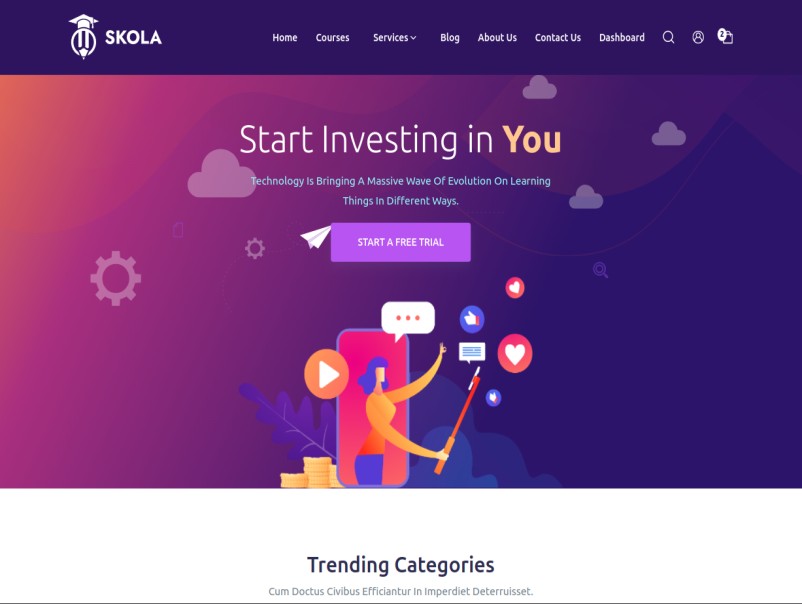 SKOLA
Home Courses Services Blog About Us Contact Us Dashboard 2
Start Investing in You
Technology Is Bringing A Massive Wave Of Evolution On Learning
Things In Different Ways.
START A FREE TRIAL
Trending Categories
Cum Doctus Civibus Efficiantur In Imperdiet Deterruisset.